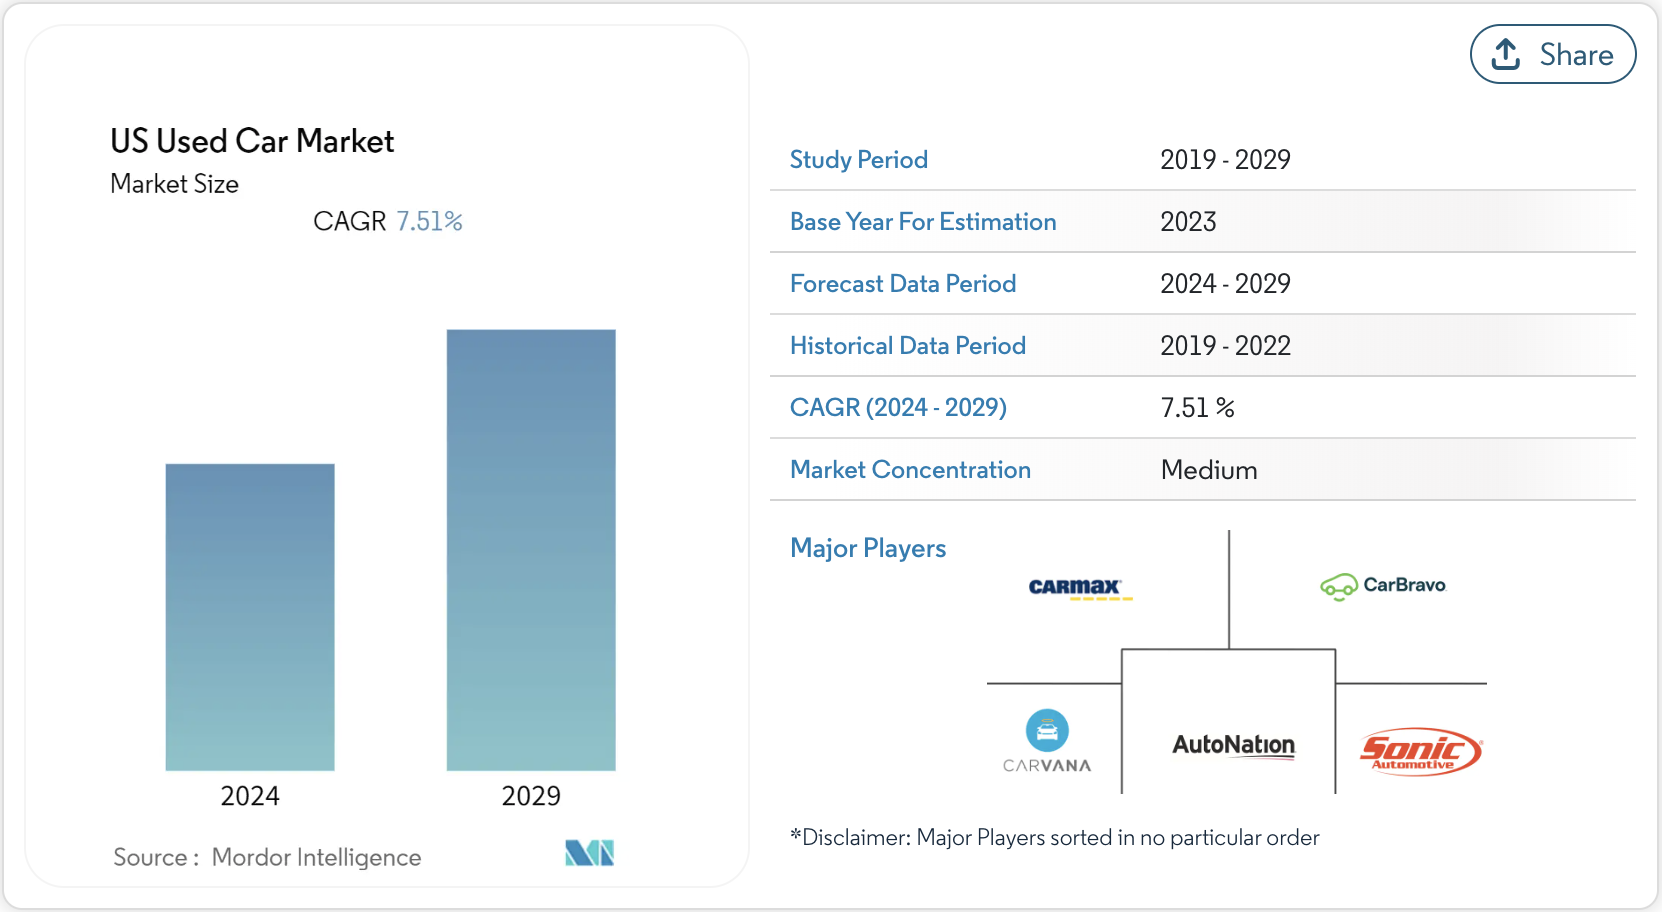 Share
US Used Car Market
Market Size
CAGR 7.51%
2024
2029
Source : Mordor Intelligence
Study Period 2019 - 2029
Base Year For Estimation 2023
Forecast Data Period 2024 - 2029
Historical Data Period 2019 - 2022
CAGR (2024 - 2029) 7.51 %
Market Concentration Medium
Major Players
CARMAX
CarBravo
CARVANA
AutoNation
Sonic
Automotive
*Disclaimer: Major Players sorted in no particular order